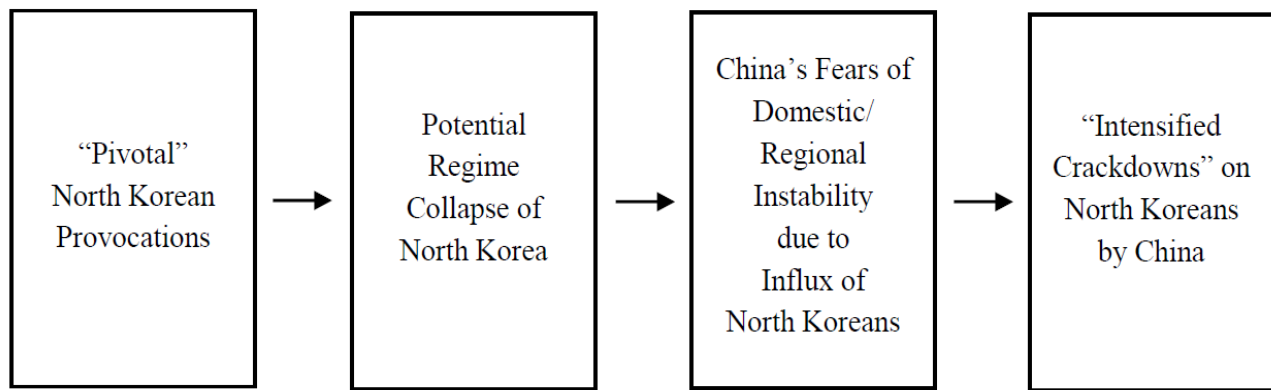 “Pivotal”
North Korean
Provocations
Potential
Regime
Collapse of
North Korea
China’s Fears of
Domestic/
Regional
Instability
due to
Influx of
North Koreans
“Intensified
Crackdowns” on
North Koreans
by China